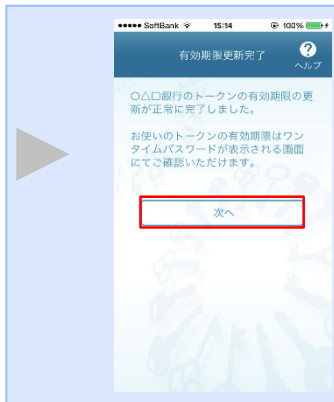 SoftBank 15:14 100%
有効期限更新完了
?
ヘルプ
○△□銀行のトークンの有効期限の更
新が正常に完了しました。
お使いのトークンの有効期限はワン
タイムパスワードが表示される画面
にてご確認いただけます。
次へ